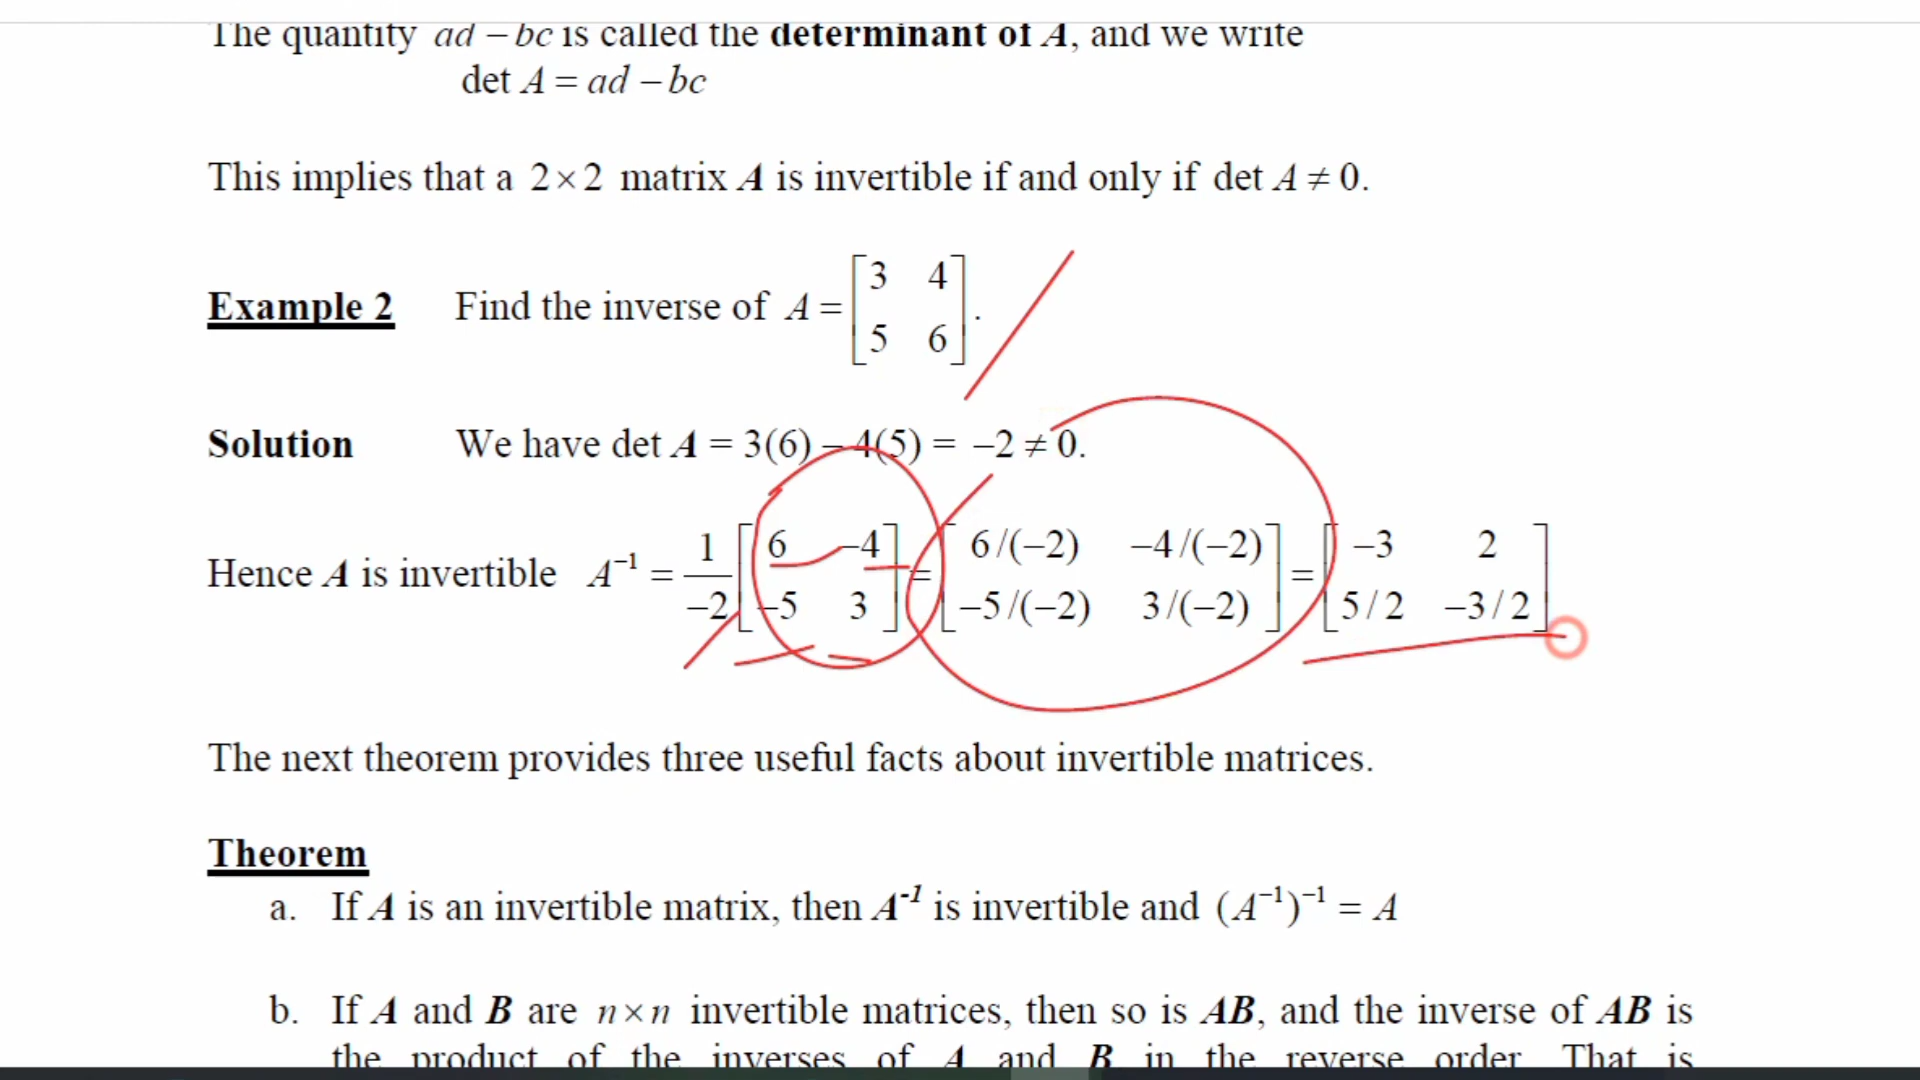 The quantity ad – bc is called the determinant of A, and we write
det A = ad – bc
This implies that a 2×2 matrix A is invertible if and only if det A ≠ 0.
Example 2 Find the inverse of A = [3 4; 5 6].
Solution We have det A = 3(6) – 4(5) = –2 ≠ 0.
Hence A is invertible A⁻¹ = 1/–2 [6 –4; –5 3] = [6/(–2) –4/(–2); –5/(–2) 3/(–2)] = [–3 2; 5/2 –3/2]
The next theorem provides three useful facts about invertible matrices.
Theorem
a. If A is an invertible matrix, then A⁻¹ is invertible and (A⁻¹)⁻¹ = A
b. If A and B are n×n invertible matrices, then so is AB, and the inverse of AB is
the product of the inverses of A and B in the reverse order. That is